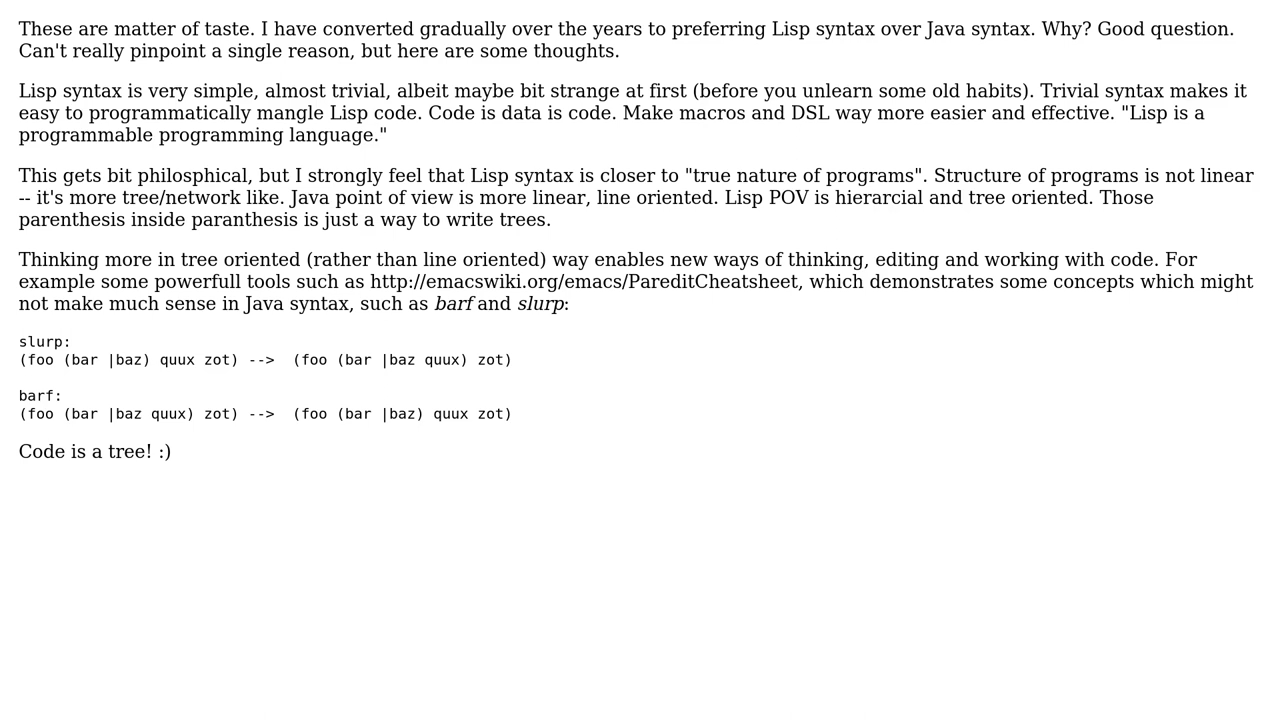 These are matter of taste. I have converted gradually over the years to preferring Lisp syntax over Java syntax. Why? Good question.
Can't really pinpoint a single reason, but here are some thoughts.
Lisp syntax is very simple, almost trivial, albeit maybe bit strange at first (before you unlearn some old habits). Trivial syntax makes it
easy to programmatically mangle Lisp code. Code is data is code. Make macros and DSL way more easier and effective. "Lisp is a
programmable programming language."
This gets bit philosphical, but I strongly feel that Lisp syntax is closer to "true nature of programs". Structure of programs is not linear
-- it's more tree/network like. Java point of view is more linear, line oriented. Lisp POV is hierarcial and tree oriented. Those
parenthesis inside paranthesis is just a way to write trees.
Thinking more in tree oriented (rather than line oriented) way enables new ways of thinking, editing and working with code. For
example some powerfull tools such as http://emacswiki.org/emacs/PareditCheatsheet, which demonstrates some concepts which might
not make much sense in Java syntax, such as barf and slurp:
slurp:
(foo (bar |baz) quux zot) -->  (foo (bar |baz quux) zot)
barf:
(foo (bar |baz quux) zot) -->  (foo (bar |baz) quux zot)
Code is a tree! :)